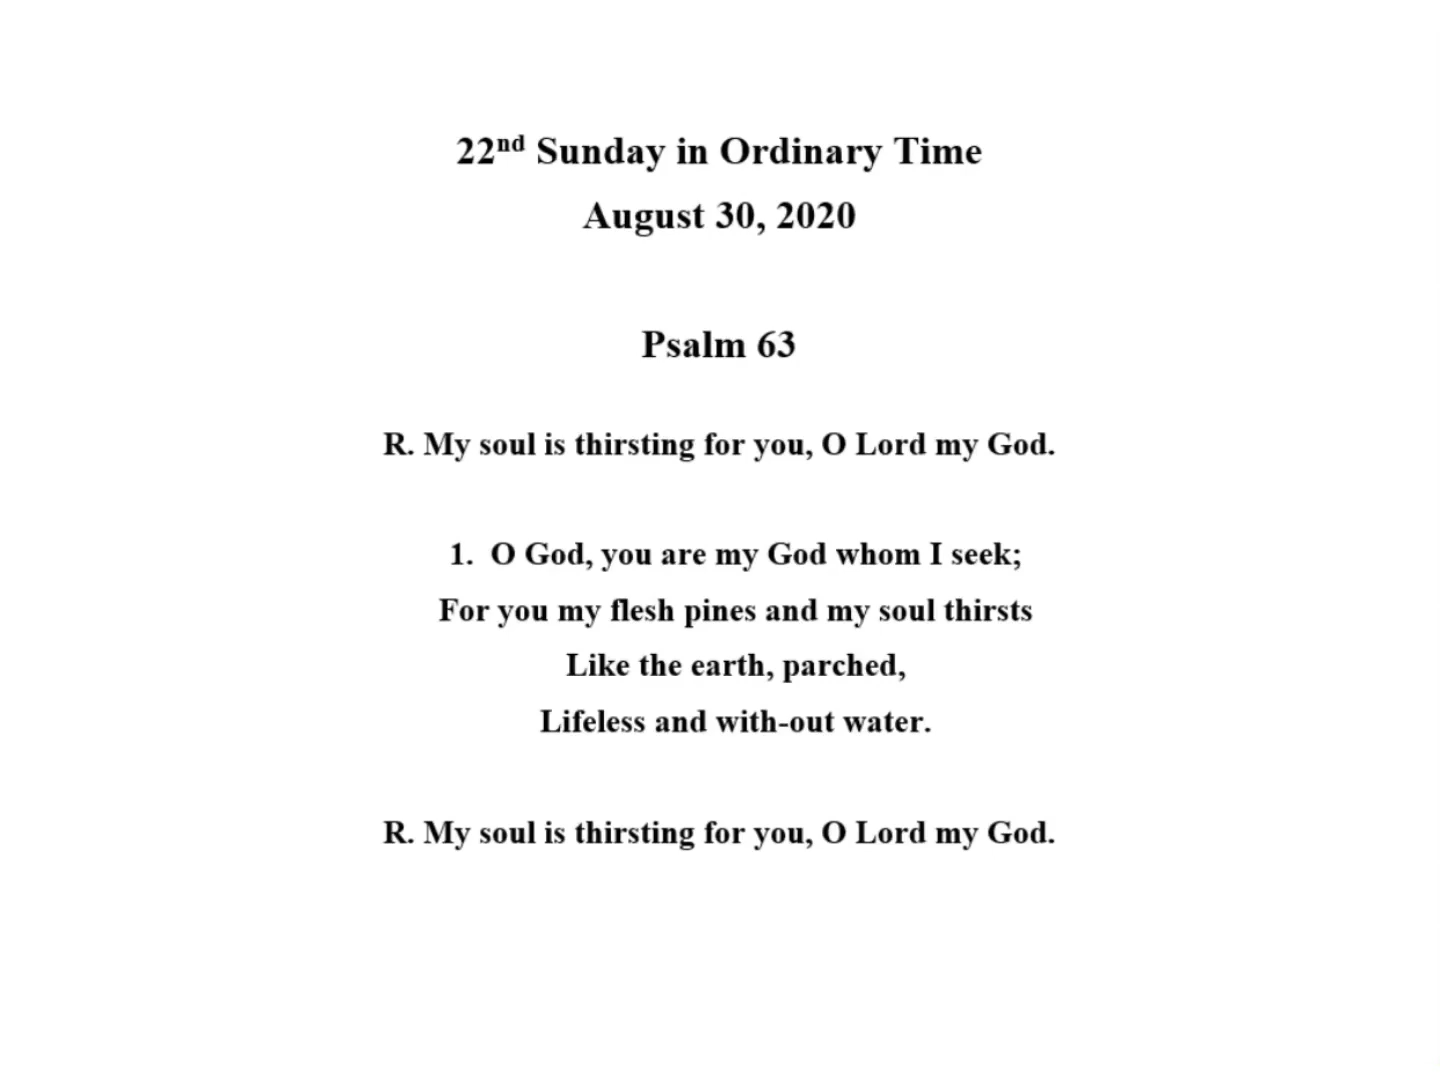 22nd Sunday in Ordinary Time
August 30, 2020
Psalm 63
R. My soul is thirsting for you, O Lord my God.
1. O God, you are my God whom I seek;
For you my flesh pines and my soul thirsts
Like the earth, parched,
Lifeless and with-out water.
R. My soul is thirsting for you, O Lord my God.